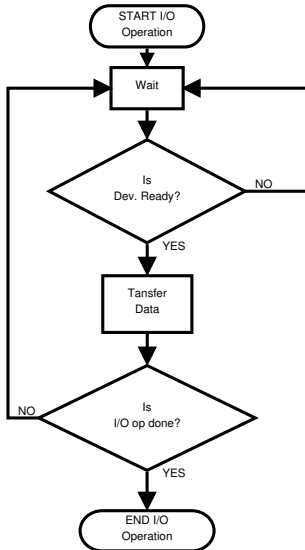 START I/O
Operation
Wait
Is
Dev. Ready?
NO
YES
Tansfer
Data
Is
I/O op done?
NO
YES
END I/O
Operation